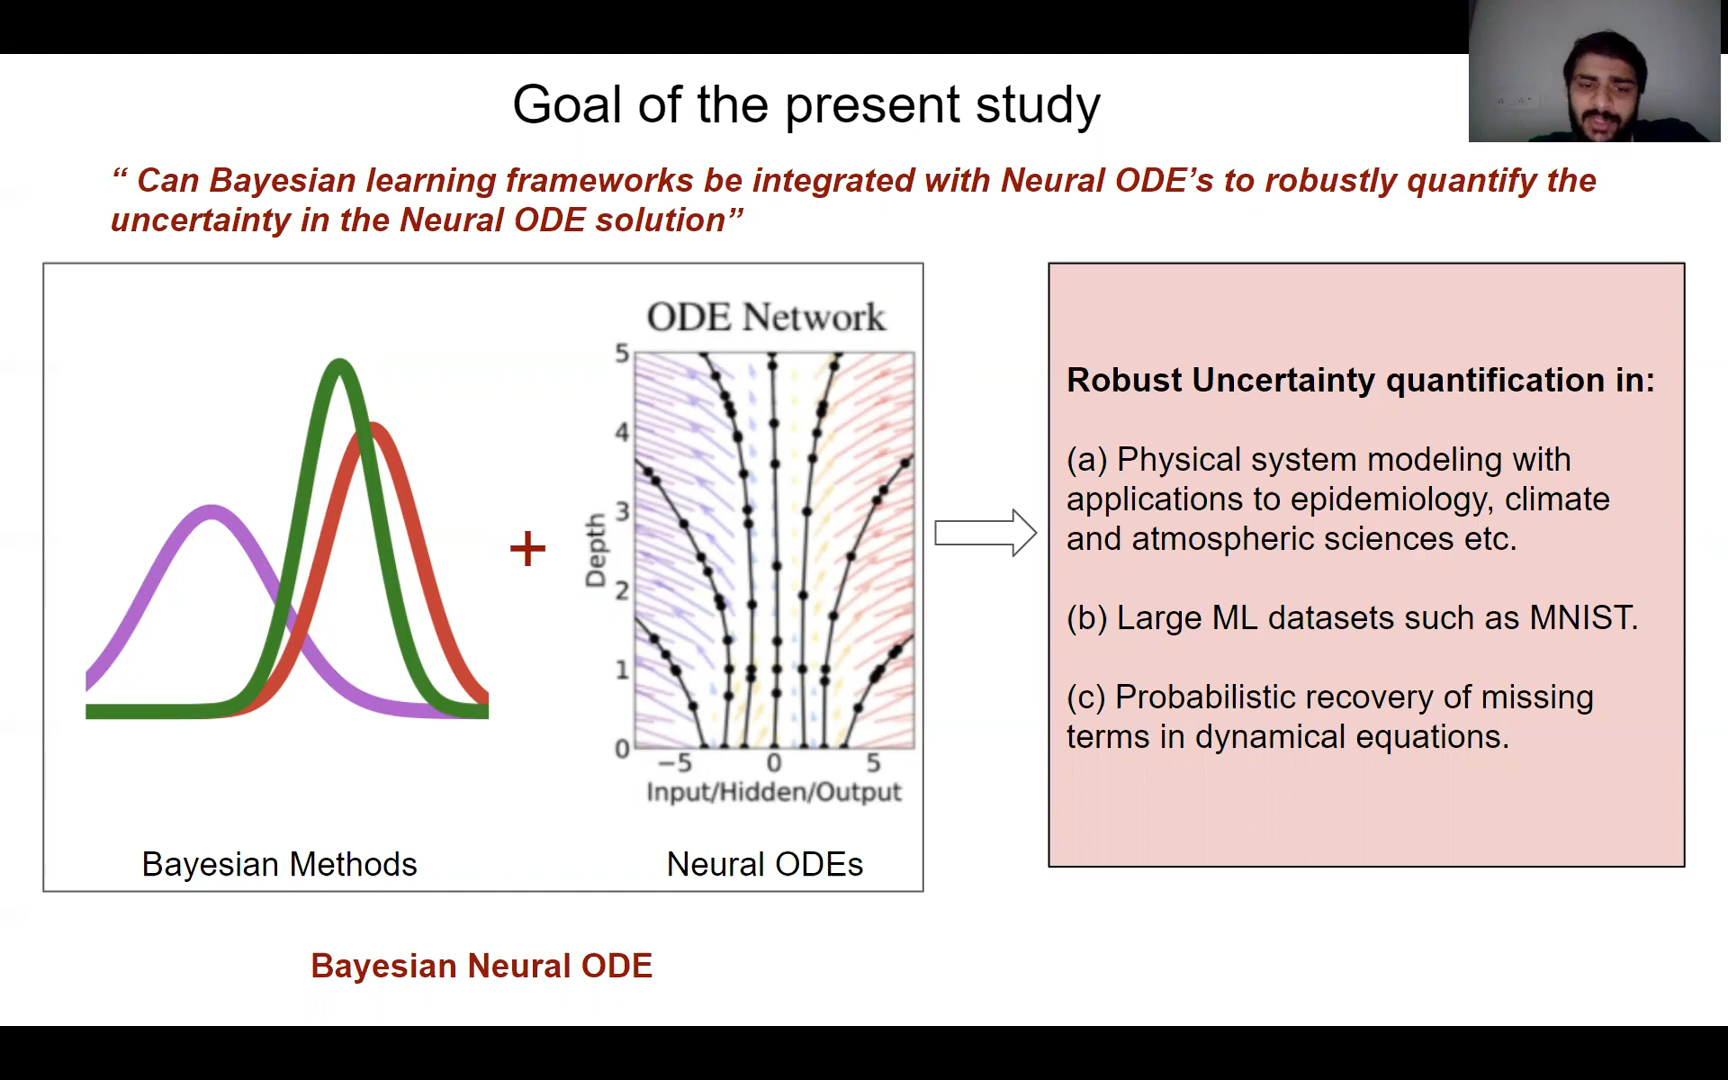 Goal of the present study
“ Can Bayesian learning frameworks be integrated with Neural ODE’s to robustly quantify the
uncertainty in the Neural ODE solution”
ODE Network
5
4
3
2
1
0
Depth
−5 0 5
Input/Hidden/Output
+
Bayesian Methods
Neural ODEs
Bayesian Neural ODE
Robust Uncertainty quantification in:
(a) Physical system modeling with
applications to epidemiology, climate
and atmospheric sciences etc.
(b) Large ML datasets such as MNIST.
(c) Probabilistic recovery of missing
terms in dynamical equations.